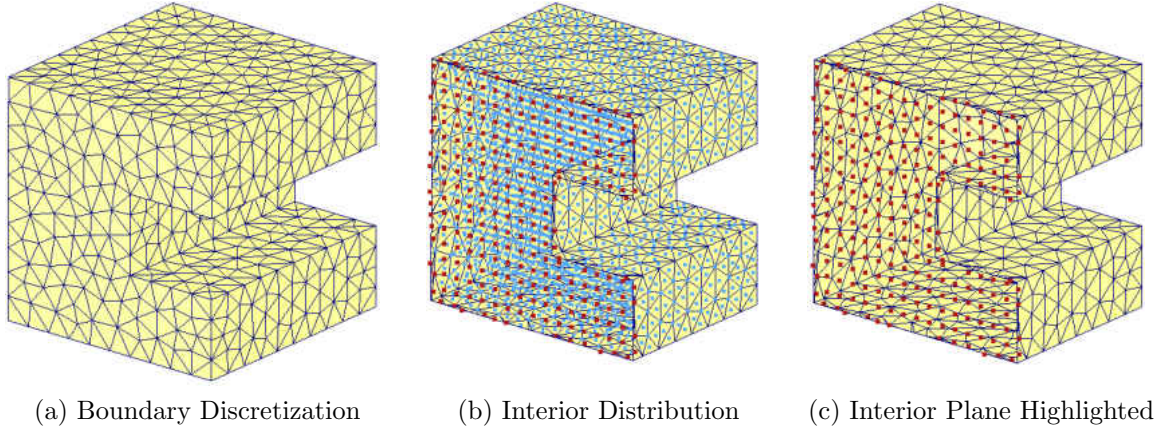 (a) Boundary Discretization
(b) Interior Distribution
(c) Interior Plane Highlighted